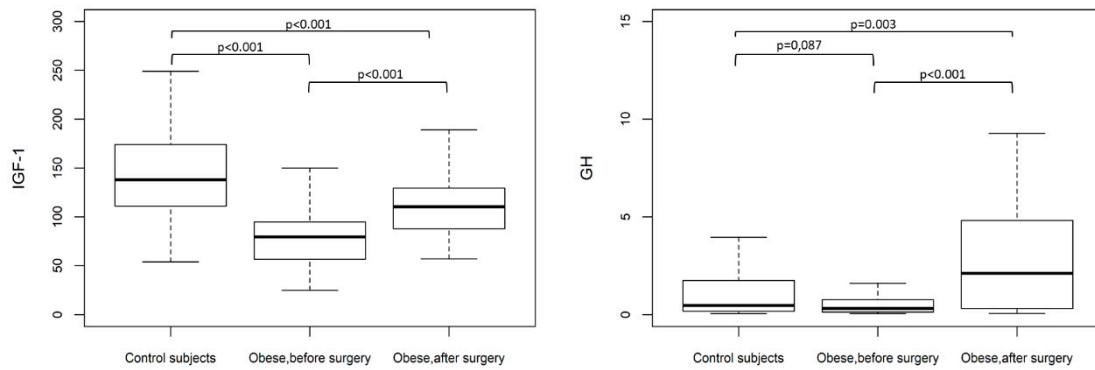 300
250
200
150
100
50
0
IGF-1
p<0.001
p<0.001
p<0.001
Control subjects
Obese,before surgery
Obese,after surgery
15
10
5
0
GH
p=0.003
p=0,087
p<0.001
Control subjects
Obese,before surgery
Obese,after surgery